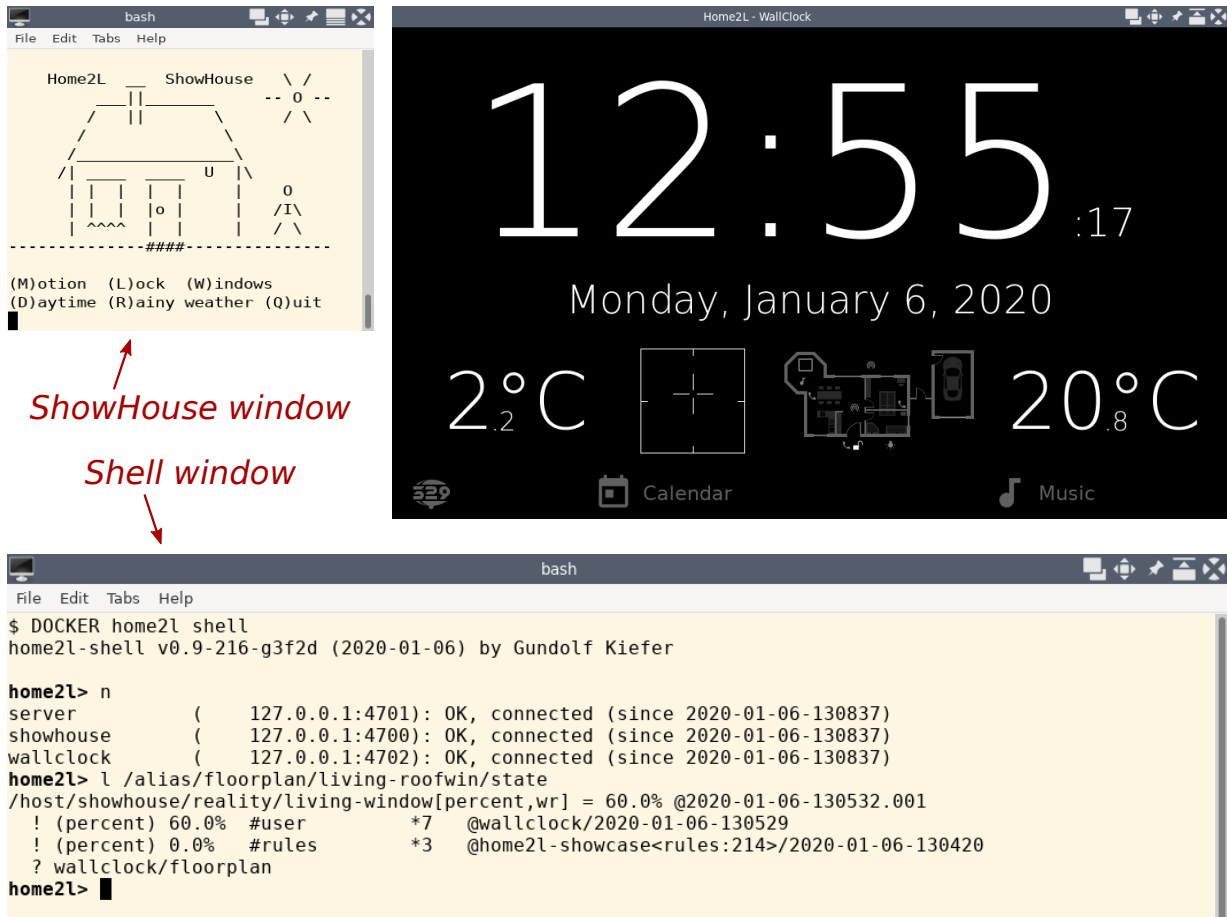 bash
File Edit Tabs Help
    Home2L  __  ShowHouse   \ /
         ___||_______     -- O --
        /   ||       \      / \
       /              \
      /________________\
     /| ____  ____  U  |\
      | |  |  |  |     |    O
      | |  |  |o |     |   /I\
      | ^^^^  |  |     |   / \
--------------####---------------
(M)otion  (L)ock  (W)indows
(D)aytime (R)ainy weather (Q)uit
ShowHouse window
Shell window
Home2L - WallClock
12:55:17
Monday, January 6, 2020
2.2°C
20.8°C
329
Calendar
Music
bash
File Edit Tabs Help
$ DOCKER home2l shell
home2l-shell v0.9-216-g3f2d (2020-01-06) by Gundolf Kiefer
home2l> n
server           (    127.0.0.1:4701): OK, connected (since 2020-01-06-130837)
showhouse        (    127.0.0.1:4700): OK, connected (since 2020-01-06-130837)
wallclock        (    127.0.0.1:4702): OK, connected (since 2020-01-06-130837)
home2l> l /alias/floorplan/living-roofwin/state
/host/showhouse/reality/living-window[percent,wr] = 60.0% @2020-01-06-130532.001
  ! (percent) 60.0%  #user          *7   @wallclock/2020-01-06-130529
  ! (percent) 0.0%   #rules         *3   @home2l-showcase<rules:214>/2020-01-06-130420
  ? wallclock/floorplan
home2l>